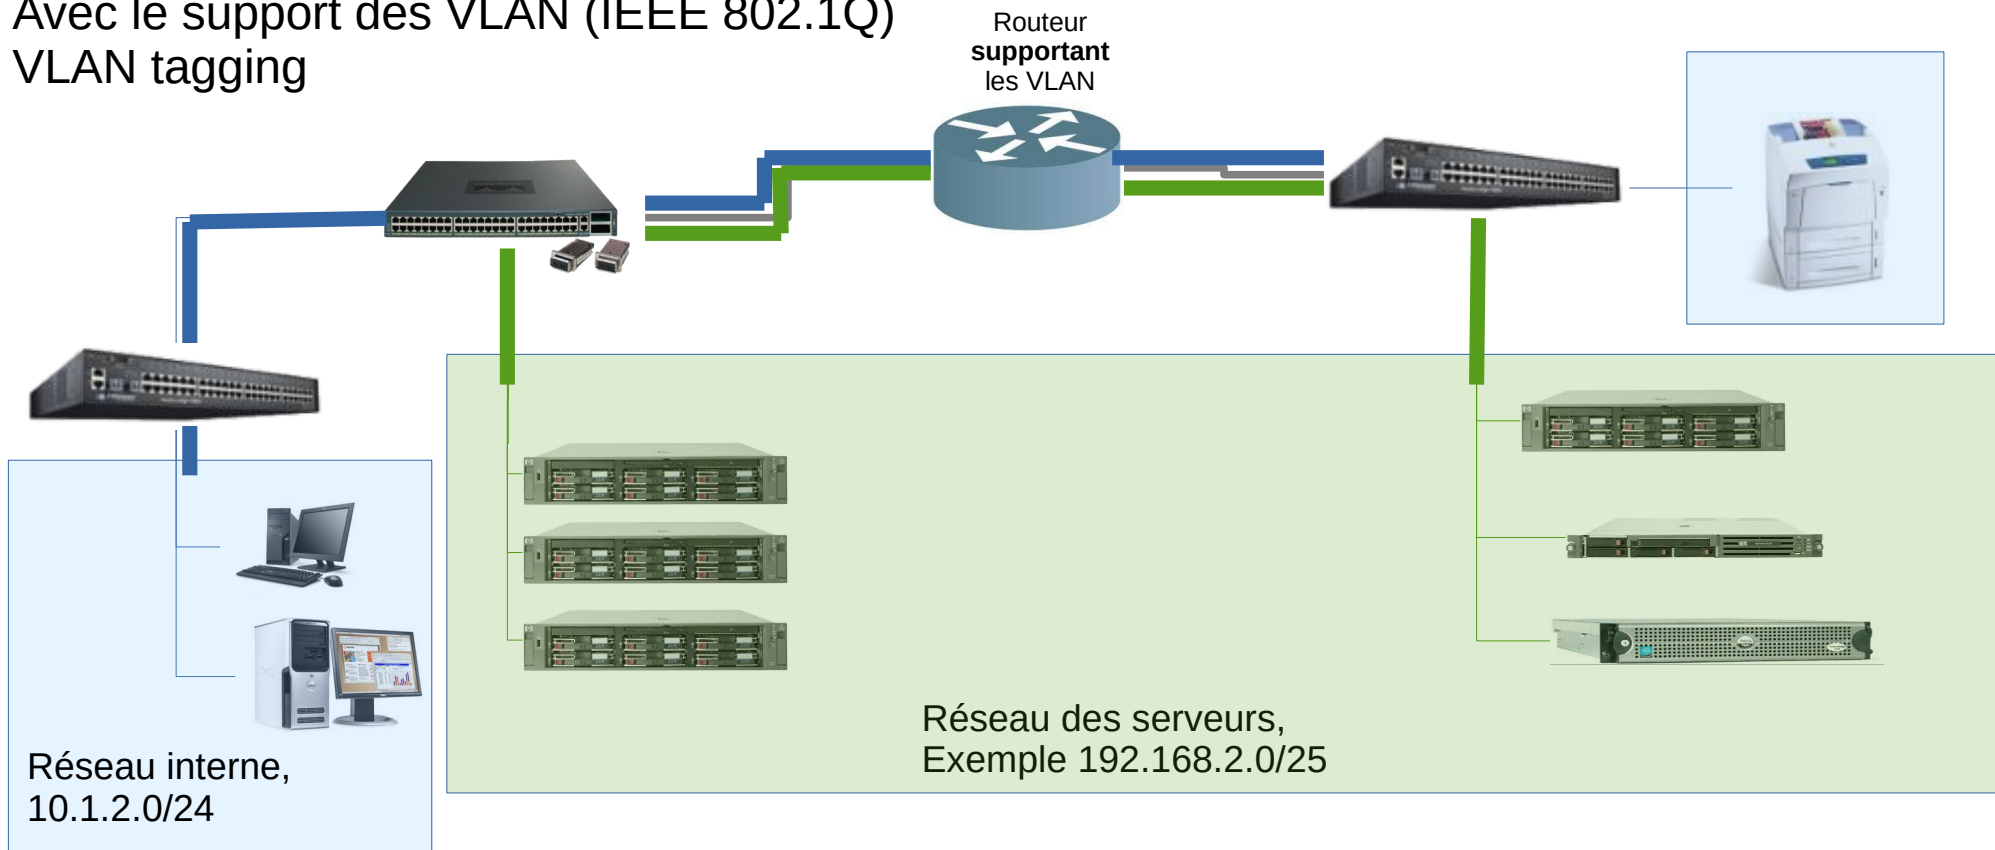 Avec le support des VLAN (IEEE 802.1Q)
VLAN tagging
Routeur
supportant
les VLAN
Réseau des serveurs,
Exemple 192.168.2.0/25
Réseau interne,
10.1.2.0/24